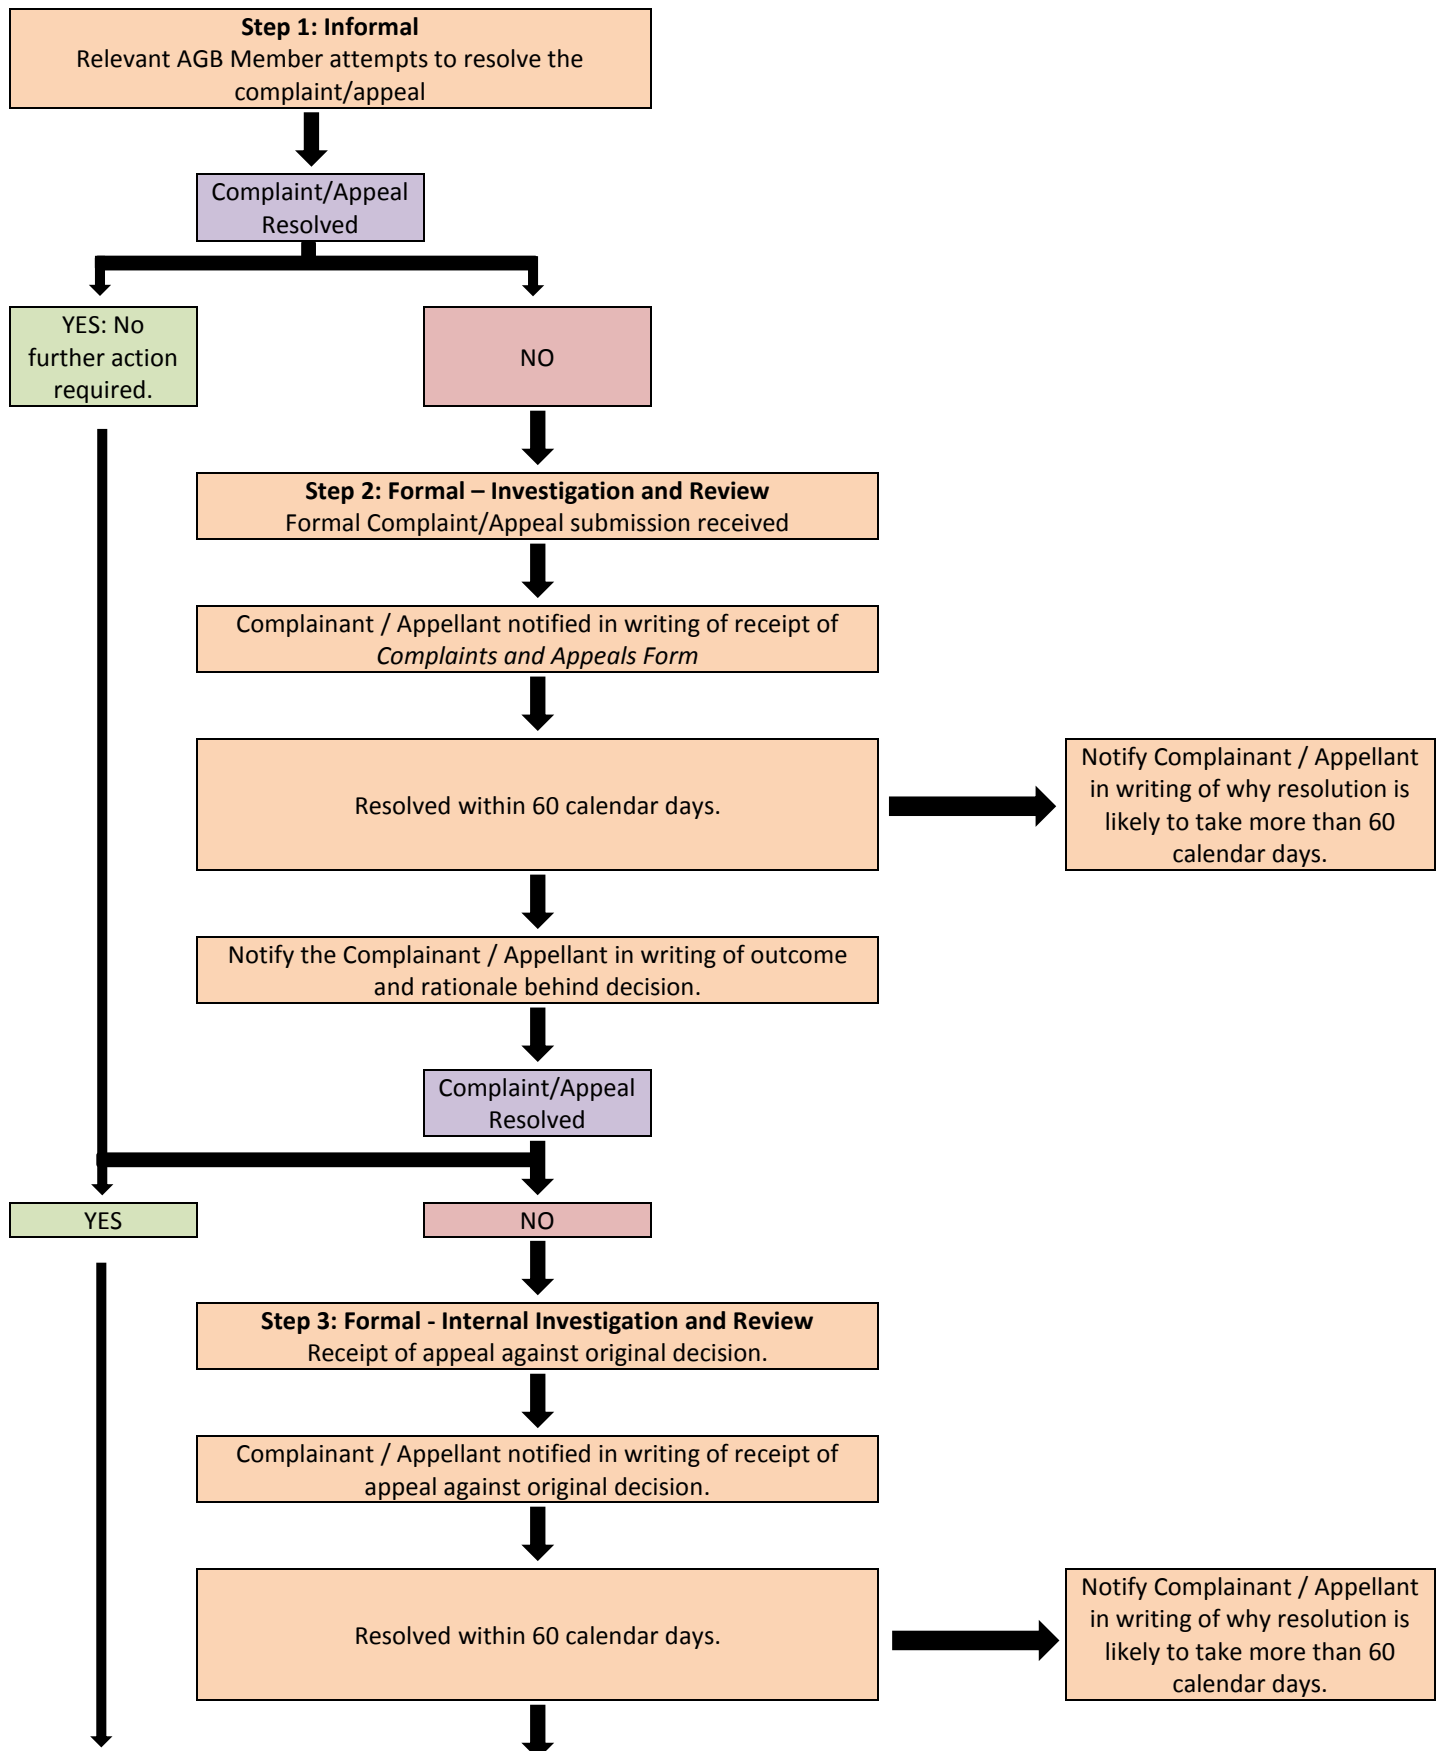 Step 1: Informal
Relevant AGB Member attempts to resolve the
complaint/appeal
Complaint/Appeal
Resolved
YES: No
further action
required.
NO
Step 2: Formal – Investigation and Review
Formal Complaint/Appeal submission received
Complainant / Appellant notified in writing of receipt of
Complaints and Appeals Form
Resolved within 60 calendar days.
Notify Complainant / Appellant
in writing of why resolution is
likely to take more than 60
calendar days.
Notify the Complainant / Appellant in writing of outcome
and rationale behind decision.
Complaint/Appeal
Resolved
YES
NO
Step 3: Formal - Internal Investigation and Review
Receipt of appeal against original decision.
Complainant / Appellant notified in writing of receipt of
appeal against original decision.
Resolved within 60 calendar days.
Notify Complainant / Appellant
in writing of why resolution is
likely to take more than 60
calendar days.